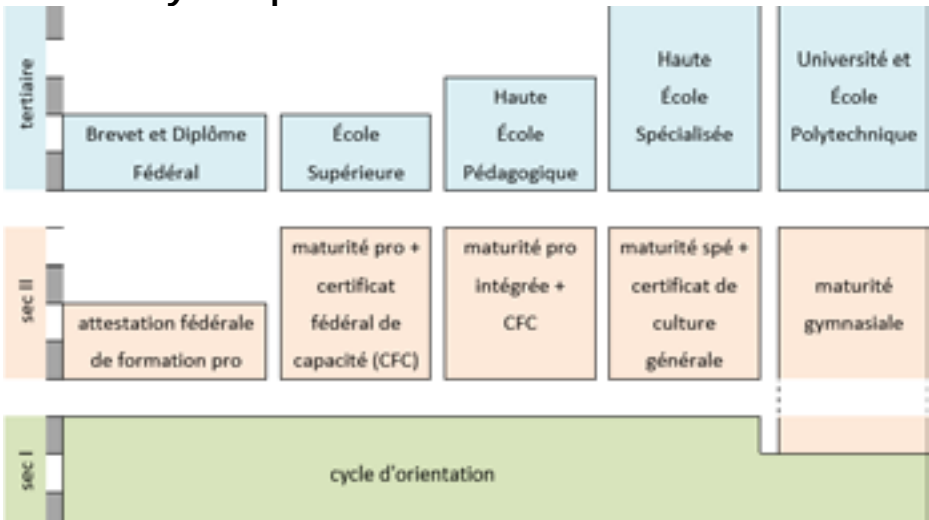 tertiaire
Brevet et Diplôme
Fédéral
École
Supérieure
Haute
École
Pédagogique
Haute
École
Spécialisée
Université et
École
Polytechnique
sec II
attestation fédérale
de formation pro
maturité pro +
certificat
fédéral de
capacité (CFC)
maturité pro
intégrée +
CFC
maturité spé +
certificat de
culture
générale
maturité
gymnasiale
sec I
cycle d'orientation